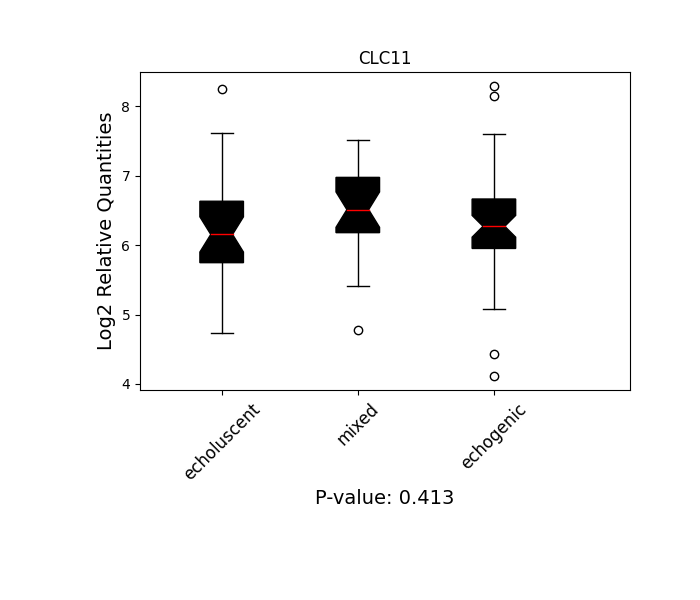 CLC11
Log2 Relative Quantities
8
7
6
5
4
echoluscent
mixed
echogenic
P-value: 0.413